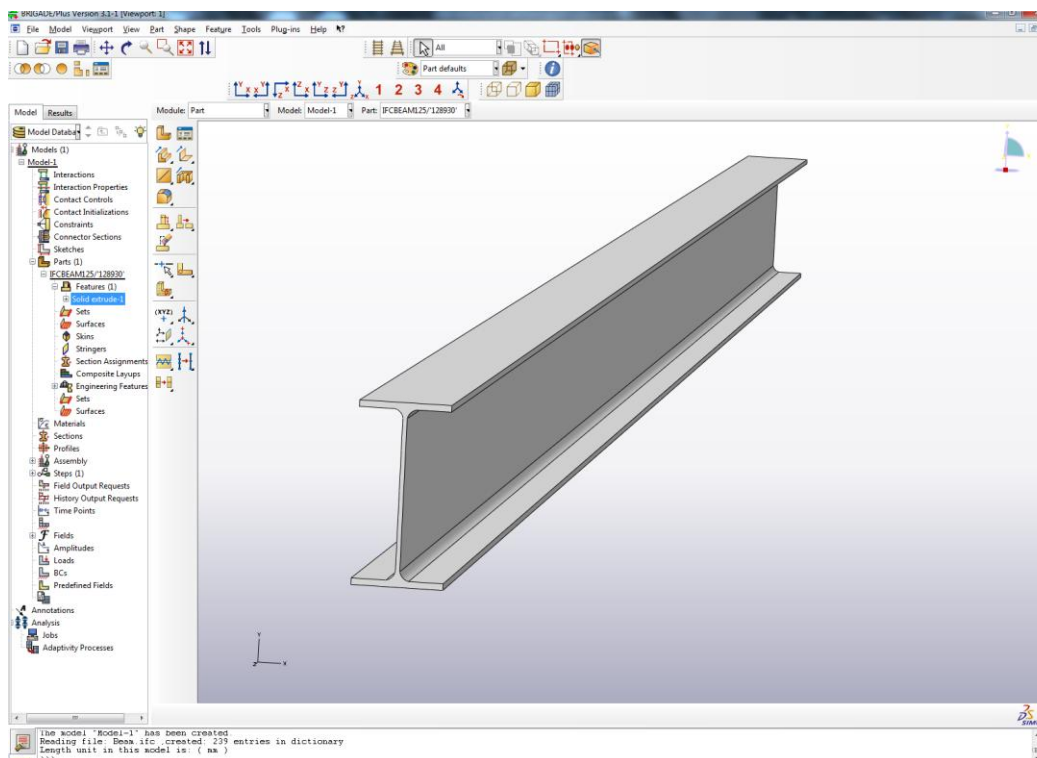 BRIGADE/Plus Version 3.1-1 [Viewport: 1]
File Model Viewport View Part Shape Feature Tools Plug-ins Help
All
Part defaults
1 2 3 4
Model Results
Module: Part Model: Model-1 Part: IFCBEAM125/'128930'
Model Databa
Models (1)
Model-1
Interactions
Interaction Properties
Contact Controls
Contact Initializations
Constraints
Connector Sections
Sketches
Parts (1)
IFCBEAM125/'128930'
Features (1)
Solid extrude-1
Sets
Surfaces
Skins
Stringers
Section Assignments
Composite Layups
Engineering Features
Sets
Surfaces
Materials
Sections
Profiles
Assembly
Steps (1)
Field Output Requests
History Output Requests
Time Points
Fields
Amplitudes
Loads
BCs
Predefined Fields
Annotations
Analysis
Jobs
Adaptivity Processes
(XYZ)
Y
Z X
The model "Model-1" has been created.
Reading file: Beam.ifc ,created: 239 entries in dictionary
Length unit in this model is: ( mm )
>>>